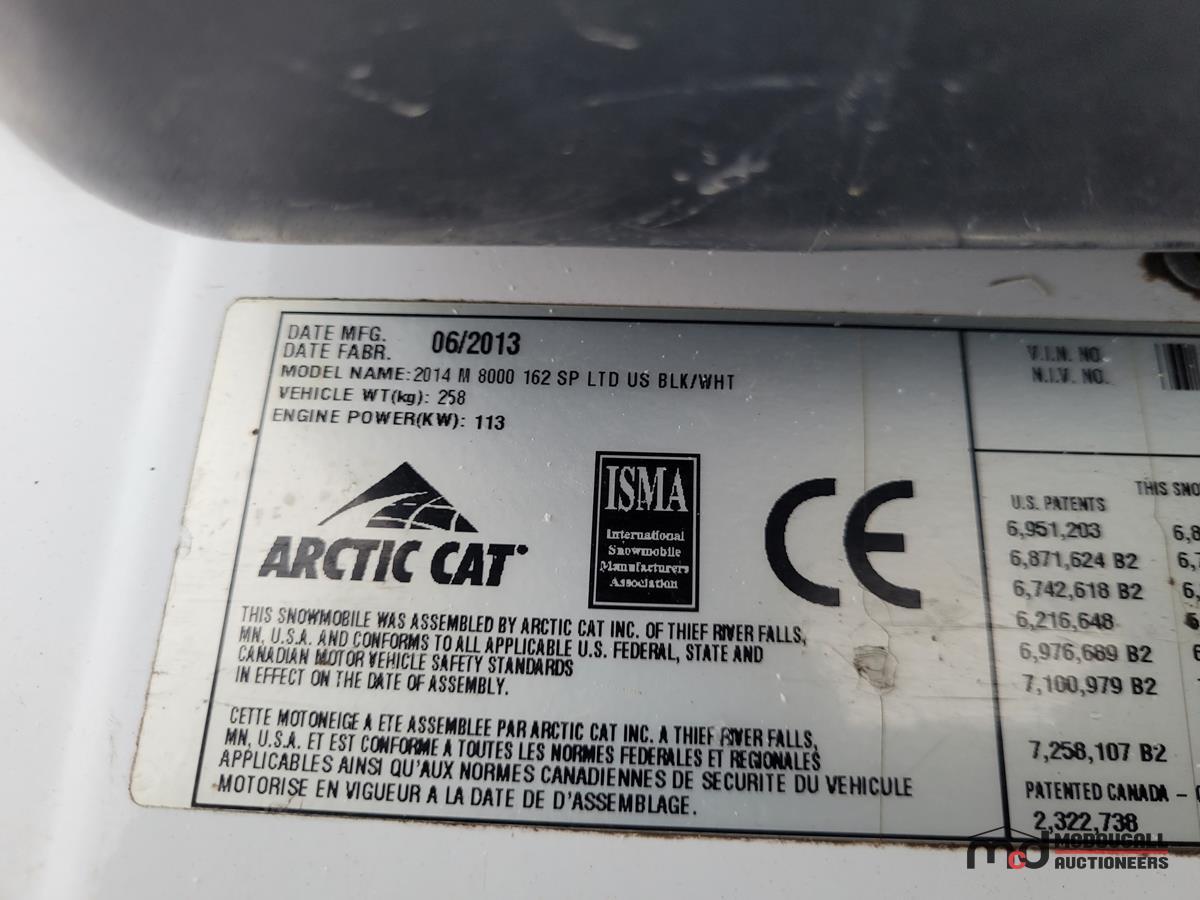 DATE MFG.
DATE FABR. 06/2013
MODEL NAME: 2014 M 8000 162 SP LTD US BLK/WHT
VEHICLE WT(kg): 258
ENGINE POWER(KW): 113
ARCTIC CAT
ISMA
International
Snowmobile
Manufacturers
Association
CE
THIS SNOWMOBILE WAS ASSEMBLED BY ARCTIC CAT INC. OF THIEF RIVER FALLS,
MN, U.S.A. AND CONFORMS TO ALL APPLICABLE U.S. FEDERAL, STATE AND
CANADIAN MOTOR VEHICLE SAFETY STANDARDS
IN EFFECT ON THE DATE OF ASSEMBLY.
CETTE MOTONEIGE A ETE ASSEMBLEE PAR ARCTIC CAT INC. A THIEF RIVER FALLS,
MN, U.S.A. ET EST CONFORME A TOUTES LES NORMES FEDERALES ET REGIONALES
APPLICABLES AINSI QU'AUX NORMES CANADIENNES DE SECURITE DU VEHICULE
MOTORISE EN VIGUEUR A LA DATE DE D'ASSEMBLAGE.
V.I.N. NO.
N.I.V. NO.
THIS
U.S. PATENTS
6,951,203
6,871,624 B2
6,742,618 B2
6,216,648
6,976,689 B2
7,100,979 B2
7,258,107 B2
PATENTED CANADA -
2,322,738
mcd MCDOUGALL
AUCTIONEERS